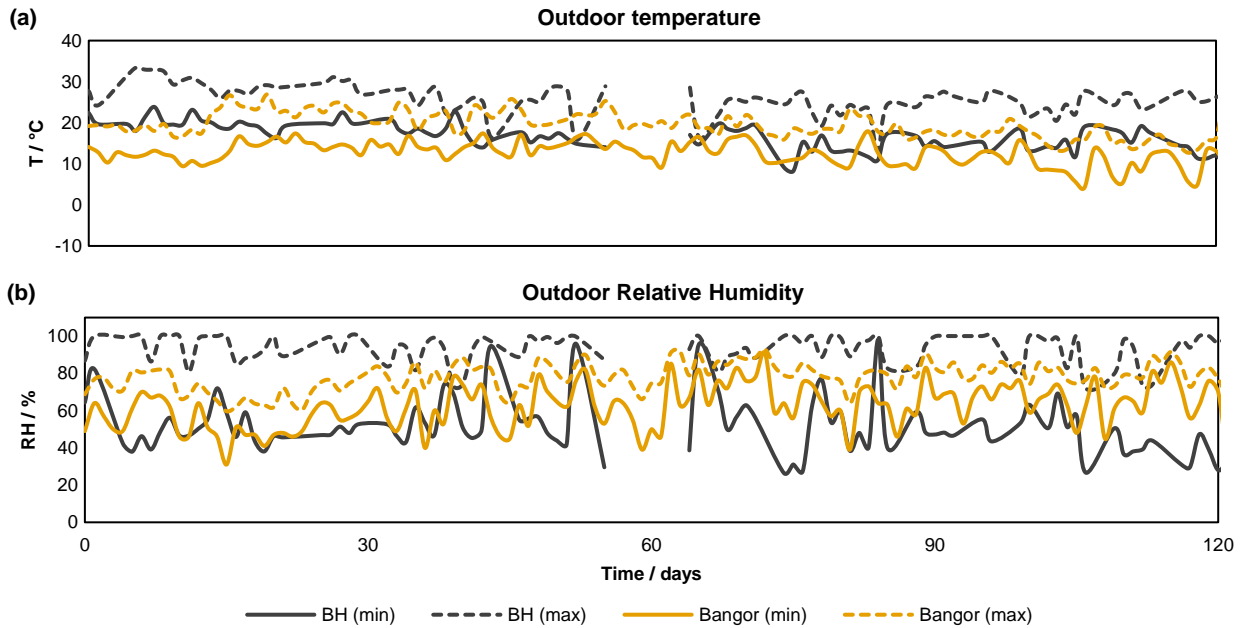 (a)
Outdoor temperature
40
30
20
10
0
-10
T / °C
(b)
Outdoor Relative Humidity
100
80
60
40
20
0
RH / %
0 30 60 90 120
Time / days
BH (min) BH (max) Bangor (min) Bangor (max)